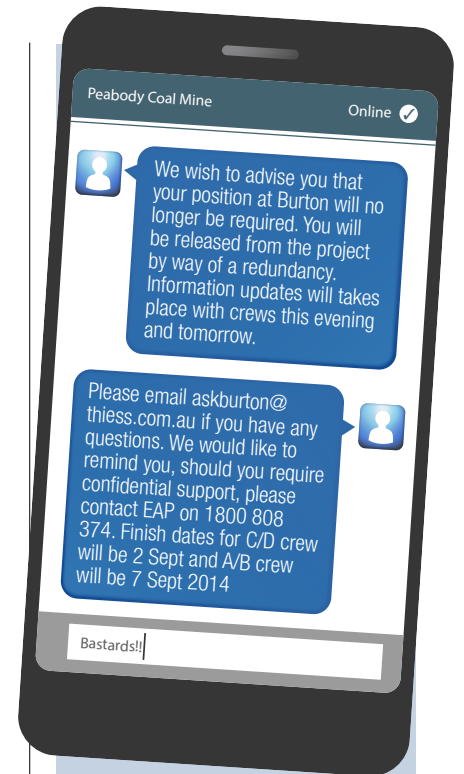 Peabody Coal Mine
Online
We wish to advise you that
your position at Burton will no
longer be required. You will
be released from the project
by way of a redundancy.
Information updates will takes
place with crews this evening
and tomorrow.
Please email askburton@
thiess.com.au if you have any
questions. We would like to
remind you, should you require
confidential support, please
contact EAP on 1800 808
374. Finish dates for C/D crew
will be 2 Sept and A/B crew
will be 7 Sept 2014
Bastards!!